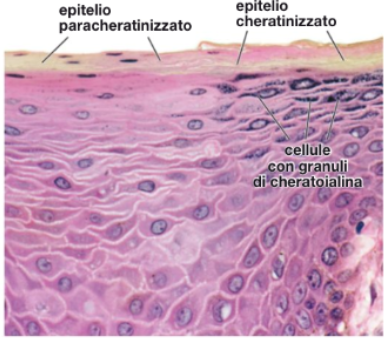 epitelio
paracheratinizzato
epitelio
cheratinizzato
cellule
con granuli
di cheratoialina